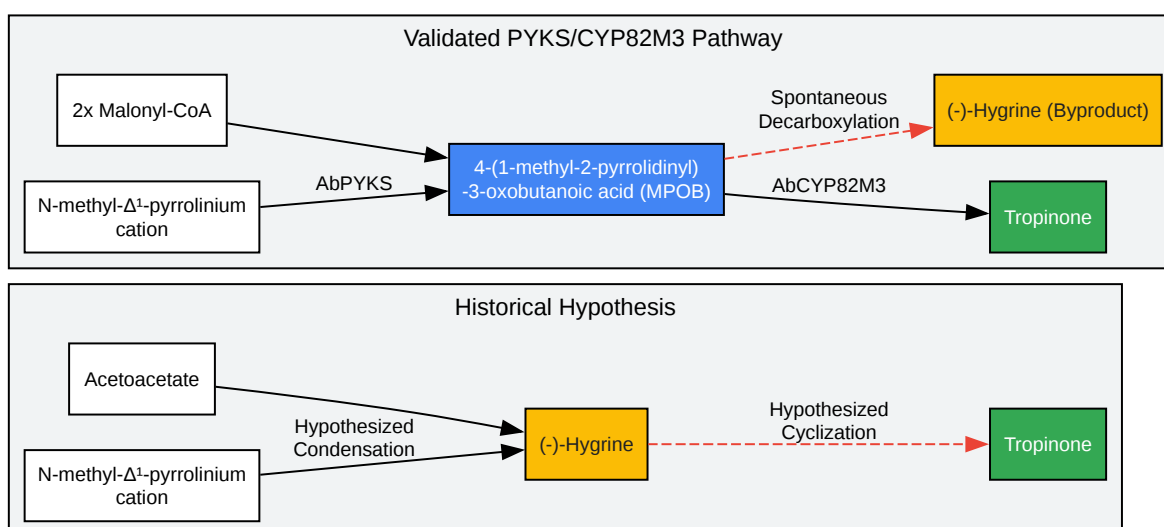 Validated PYKS/CYP82M3 Pathway
2x Malonyl-CoA
N-methyl-Δ¹-pyrrolinium
cation
AbPYKS
4-(1-methyl-2-pyrrolidinyl)
-3-oxobutanoic acid (MPOB)
Spontaneous
Decarboxylation
(-)-Hygrine (Byproduct)
AbCYP82M3
Tropinone
Historical Hypothesis
Acetoacetate
N-methyl-Δ¹-pyrrolinium
cation
Hypothesized
Condensation
(-)-Hygrine
Hypothesized
Cyclization
Tropinone